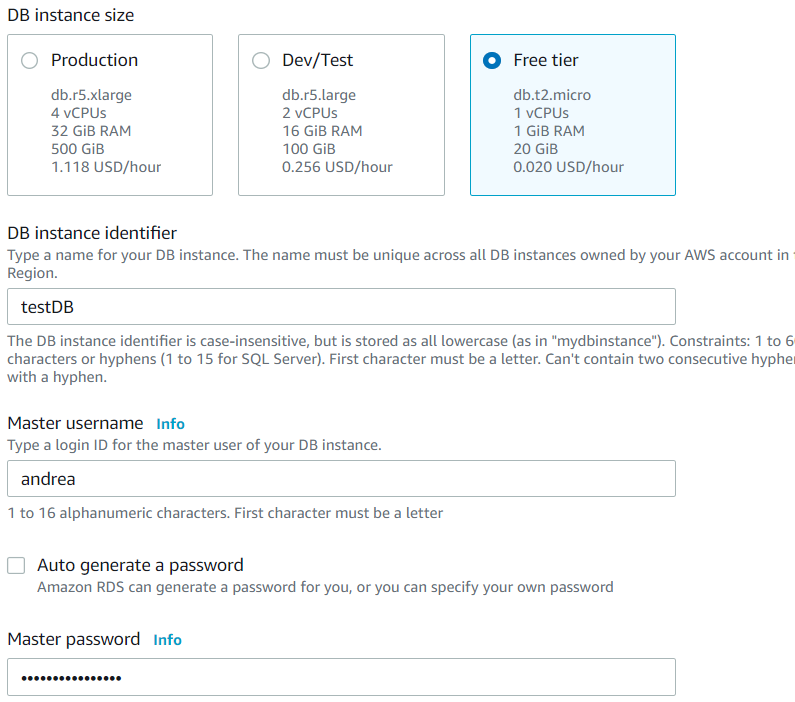 DB instance size
Production
db.r5.xlarge
4 vCPUs
32 GiB RAM
500 GiB
1.118 USD/hour
Dev/Test
db.r5.large
2 vCPUs
16 GiB RAM
100 GiB
0.256 USD/hour
Free tier
db.t2.micro
1 vCPUs
1 GiB RAM
20 GiB
0.020 USD/hour
DB instance identifier
Type a name for your DB instance. The name must be unique across all DB instances owned by your AWS account in
Region.
testDB
The DB instance identifier is case-insensitive, but is stored as all lowercase (as in "mydbinstance"). Constraints: 1 to
characters or hyphens (1 to 15 for SQL Server). First character must be a letter. Can't contain two consecutive
with a hyphen.
Master username Info
Type a login ID for the master user of your DB instance.
andrea
1 to 16 alphanumeric characters. First character must be a letter
Auto generate a password
Amazon RDS can generate a password for you, or you can specify your own password
Master password Info
••••••••••••••••